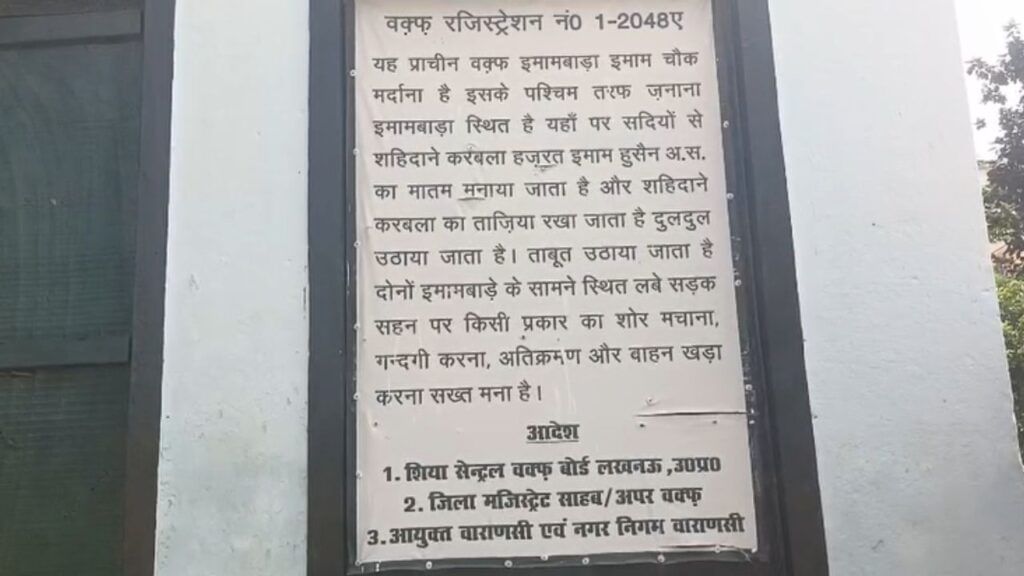 वक़्फ़ रजिस्ट्रेशन नं0 1-2048ए
यह प्राचीन वक़्फ़ इमामबाड़ा इमाम चौक
मर्दाना है इसके पश्चिम तरफ ज़नाना
इमामबाड़ा स्थित है यहाँ पर सदियों से
शहिदाने करबला हज़रत इमाम हुसैन अ.स.
का मातम मनाया जाता है और शहिदाने
करबला का ताज़िया रखा जाता है दुलदुल
उठाया जाता है। ताबूत उठाया जाता है
दोनों इमामबाड़े के सामने स्थित लबे सड़क
सहन पर किसी प्रकार का शोर मचाना,
गन्दगी करना, अतिक्रमण और वाहन खड़ा
करना सख्त मना है।
आदेश
1. शिया सेन्ट्रल वक्फ़ बोर्ड लखनऊ ,उ0प्र0
2. जिला मजिस्ट्रेट साहब/अपर वक्फ़
3. आयुक्त वाराणसी एवं नगर निगम वाराणसी